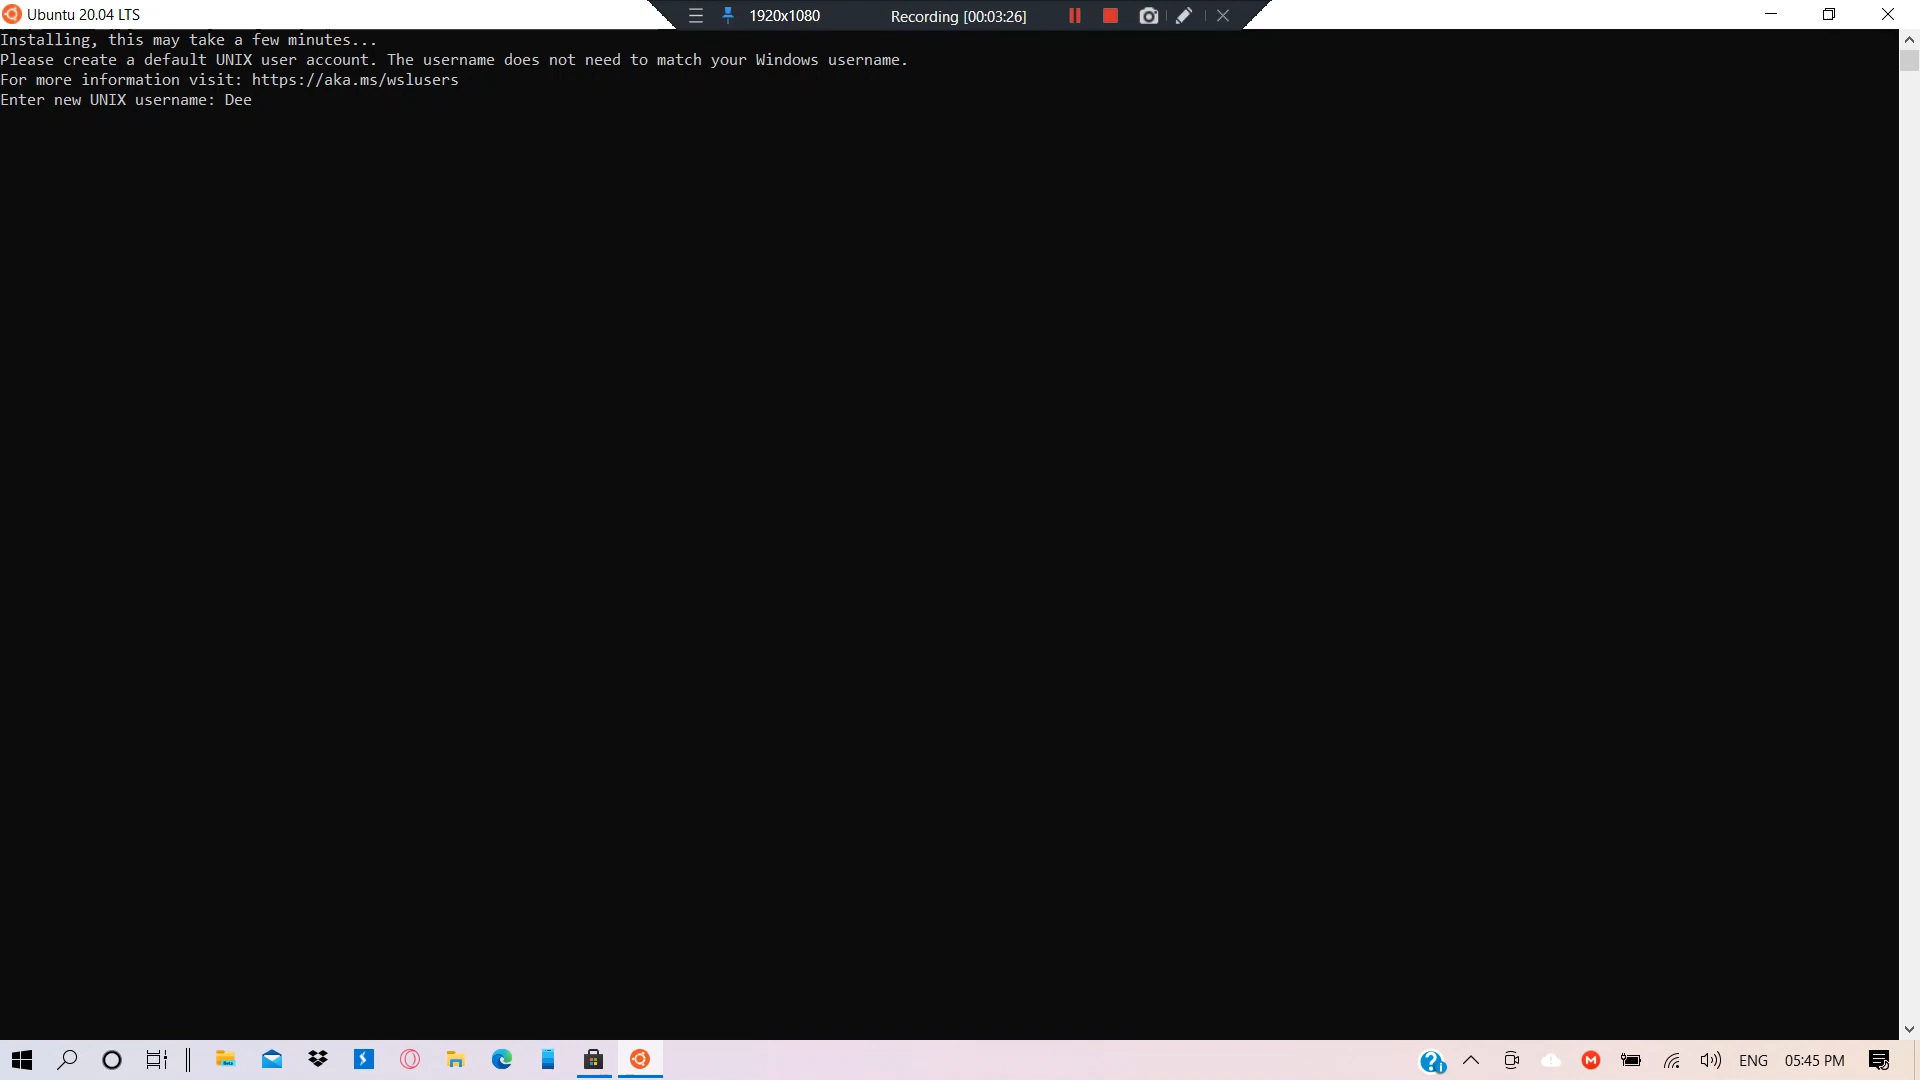 Ubuntu 20.04 LTS
1920x1080
Recording [00:03:26]
Installing, this may take a few minutes...
Please create a default UNIX user account. The username does not need to match your Windows username.
For more information visit: https://aka.ms/wslusers
Enter new UNIX username: Dee
ENG
05:45 PM